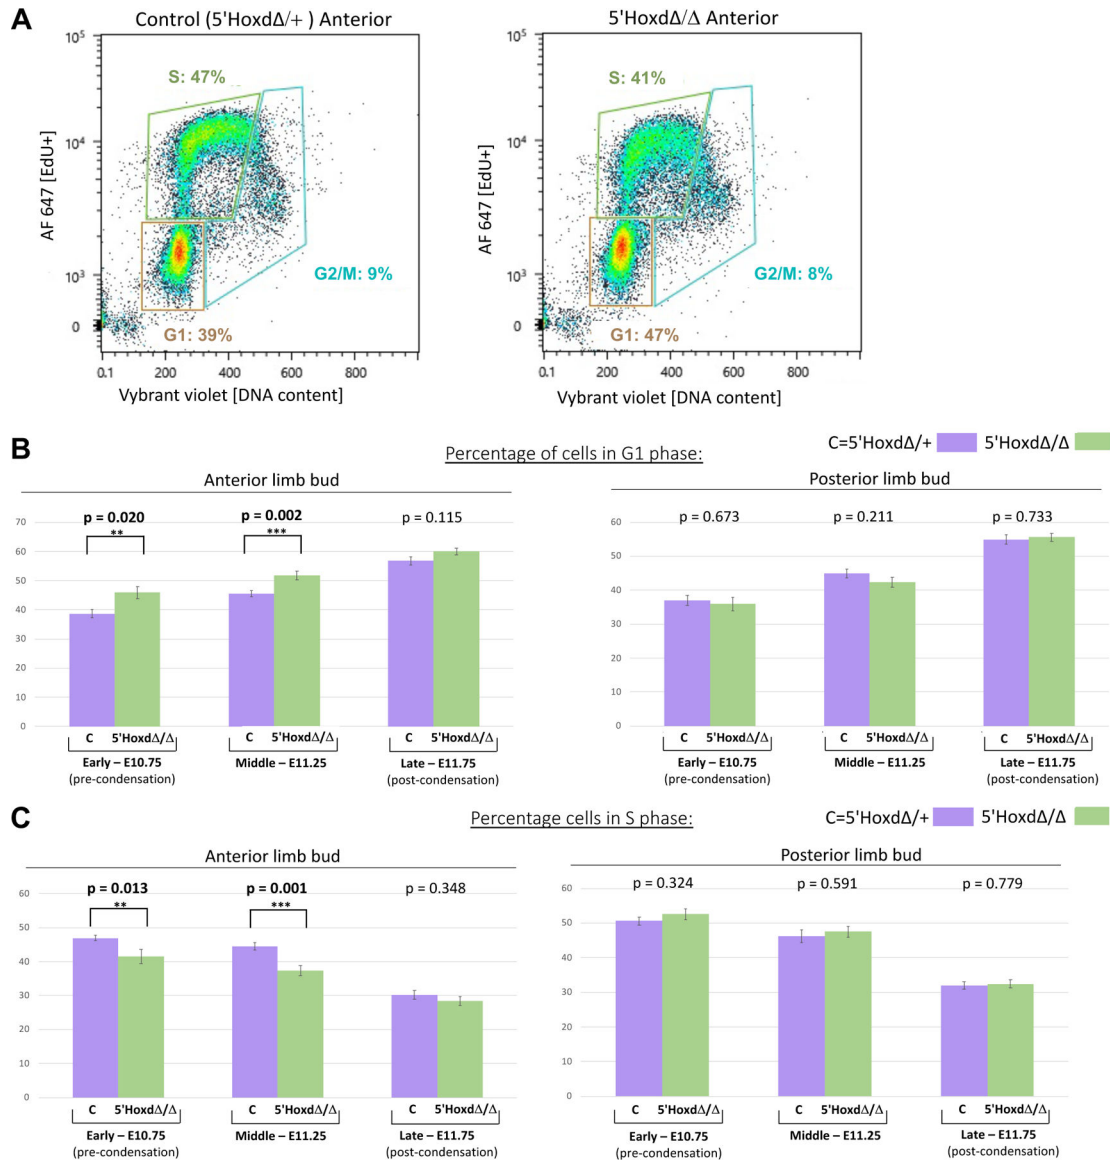 A
Control (5'HoxdΔ/+ ) Anterior
5'HoxdΔ/Δ Anterior
10^5
10^4
10^3
0
AF 647 [EdU+]
S: 47%
G2/M: 9%
G1: 39%
0.1 200 400 600 800
Vybrant violet [DNA content]
10^5
10^4
10^3
0
AF 647 [EdU+]
S: 41%
G2/M: 8%
G1: 47%
0.1 200 400 600 800
Vybrant violet [DNA content]
B
Percentage of cells in G1 phase:
C=5'HoxdΔ/+ 5'HoxdΔ/Δ
Anterior limb bud
p = 0.020 p = 0.002 p = 0.115
** ***
70
60
50
40
30
20
10
0
C 5'HoxdΔ/Δ C 5'HoxdΔ/Δ C 5'HoxdΔ/Δ
Early – E10.75 Middle – E11.25 Late – E11.75
(pre-condensation) (post-condensation)
Posterior limb bud
p = 0.673 p = 0.211 p = 0.733
60
50
40
30
20
10
0
C 5'HoxdΔ/Δ C 5'HoxdΔ/Δ C 5'HoxdΔ/Δ
Early – E10.75 Middle – E11.25 Late – E11.75
(pre-condensation) (post-condensation)
C
Percentage cells in S phase:
C=5'HoxdΔ/+ 5'HoxdΔ/Δ
Anterior limb bud
p = 0.013 p = 0.001 p = 0.348
** ***
60
50
40
30
20
10
0
C 5'HoxdΔ/Δ C 5'HoxdΔ/Δ C 5'HoxdΔ/Δ
Early – E10.75 Middle – E11.25 Late – E11.75
(pre-condensation) (post-condensation)
Posterior limb bud
p = 0.324 p = 0.591 p = 0.779
60
50
40
30
20
10
0
C 5'HoxdΔ/Δ C 5'HoxdΔ/Δ C 5'HoxdΔ/Δ
Early – E10.75 Middle – E11.25 Late – E11.75
(pre-condensation) (post-condensation)